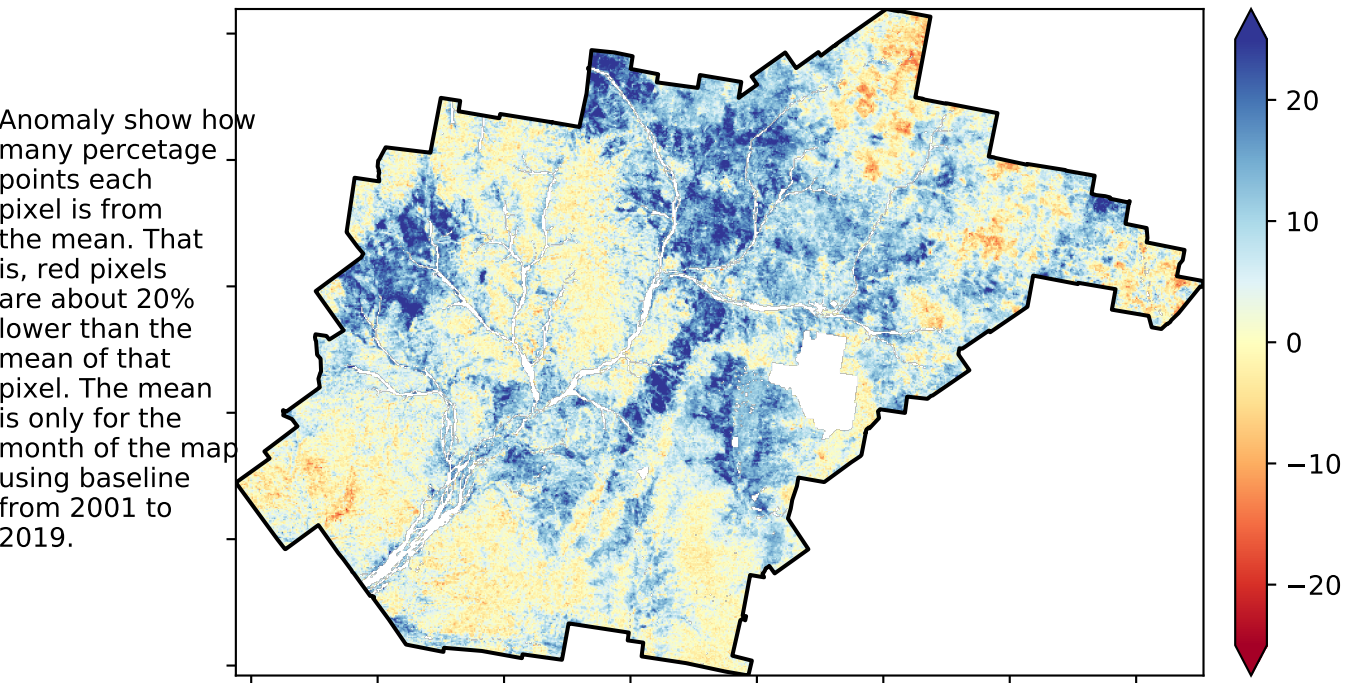 Anomaly show how
many percetage
points each
pixel is from
the mean. That
is, red pixels
are about 20%
lower than the
mean of that
pixel. The mean
is only for the
month of the map
using baseline
from 2001 to
2019.
20
10
0
−10
−20